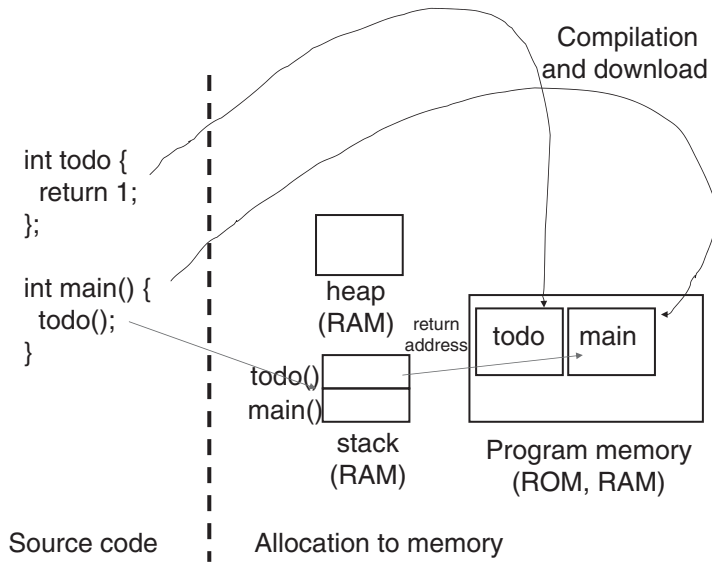 Compilation
and download
int todo {
return 1;
};
int main() {
todo();
}
heap
(RAM)
return
address
todo
main
todo()
main()
stack
(RAM)
Program memory
(ROM, RAM)
Source code
Allocation to memory